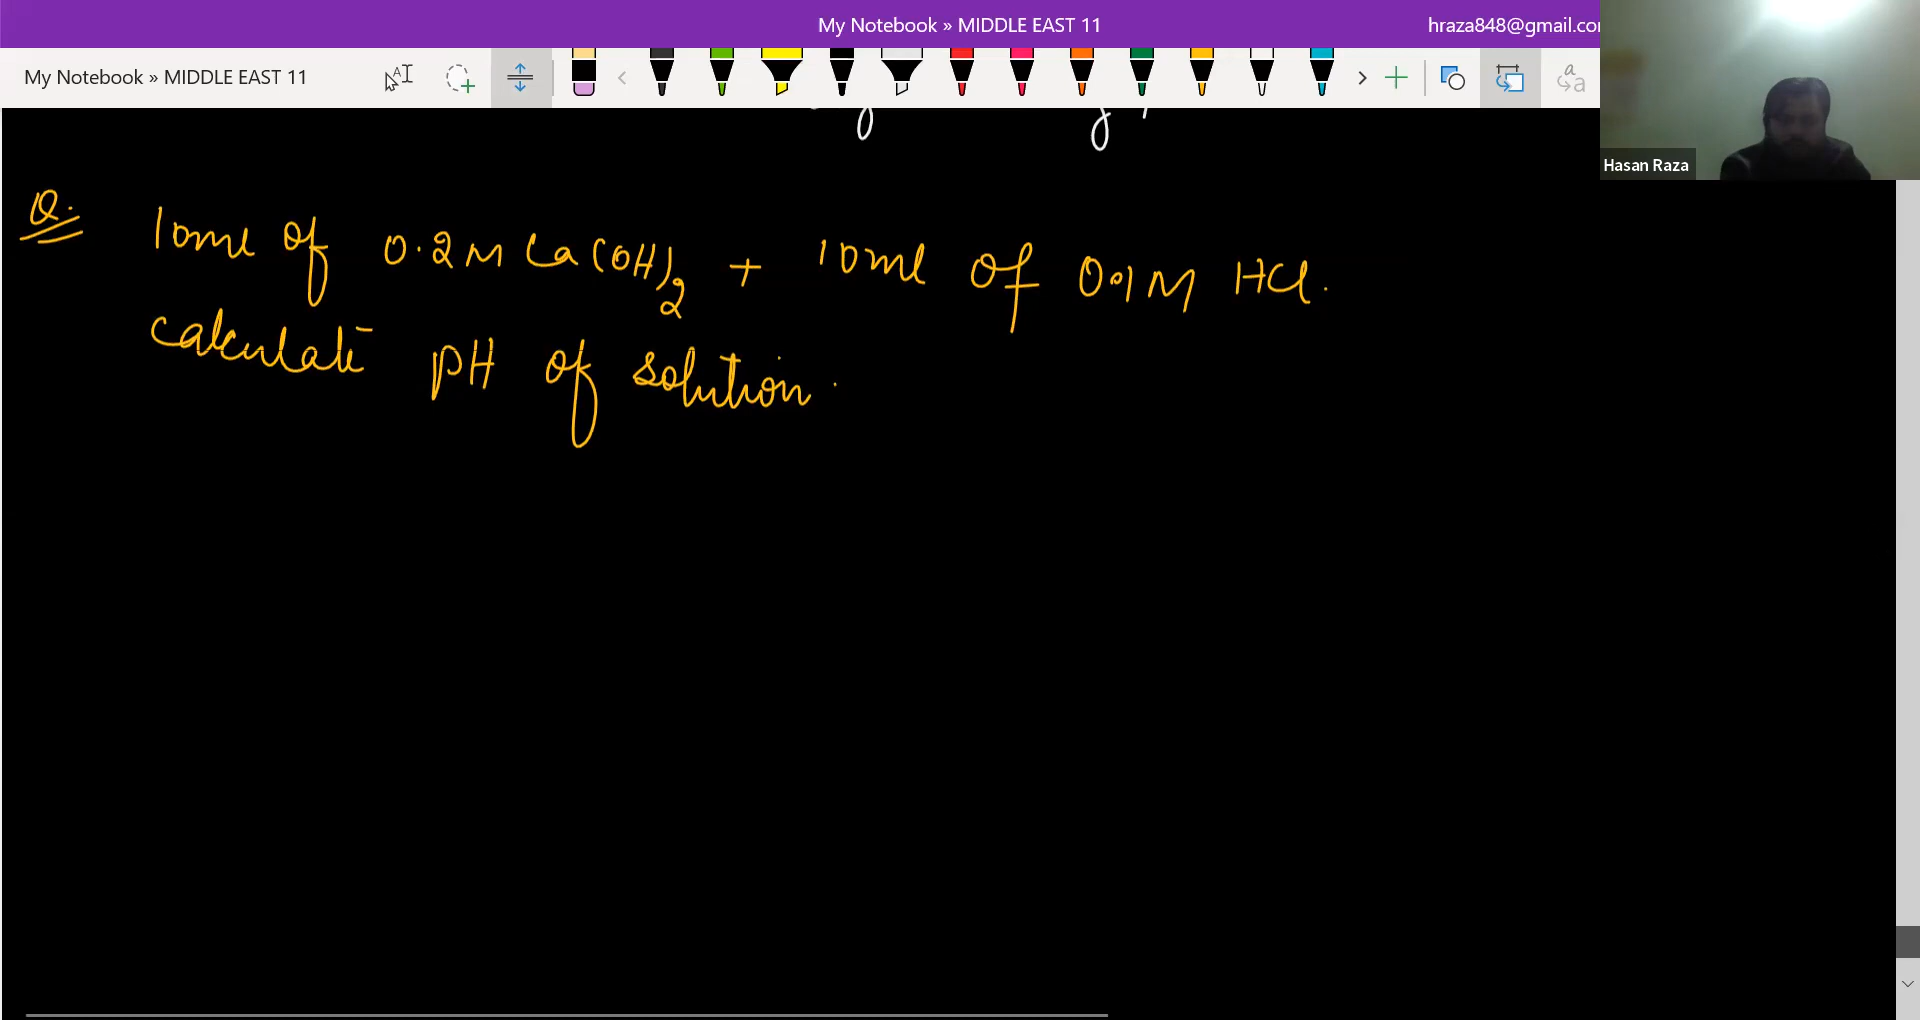 My Notebook » MIDDLE EAST 11
hraza848@gmail.co
My Notebook » MIDDLE EAST 11
Hasan Raza
Q. 10ml of 0.2M Ca(OH)2 + 10ml of 0.1M HCl.
calculate pH of solution.